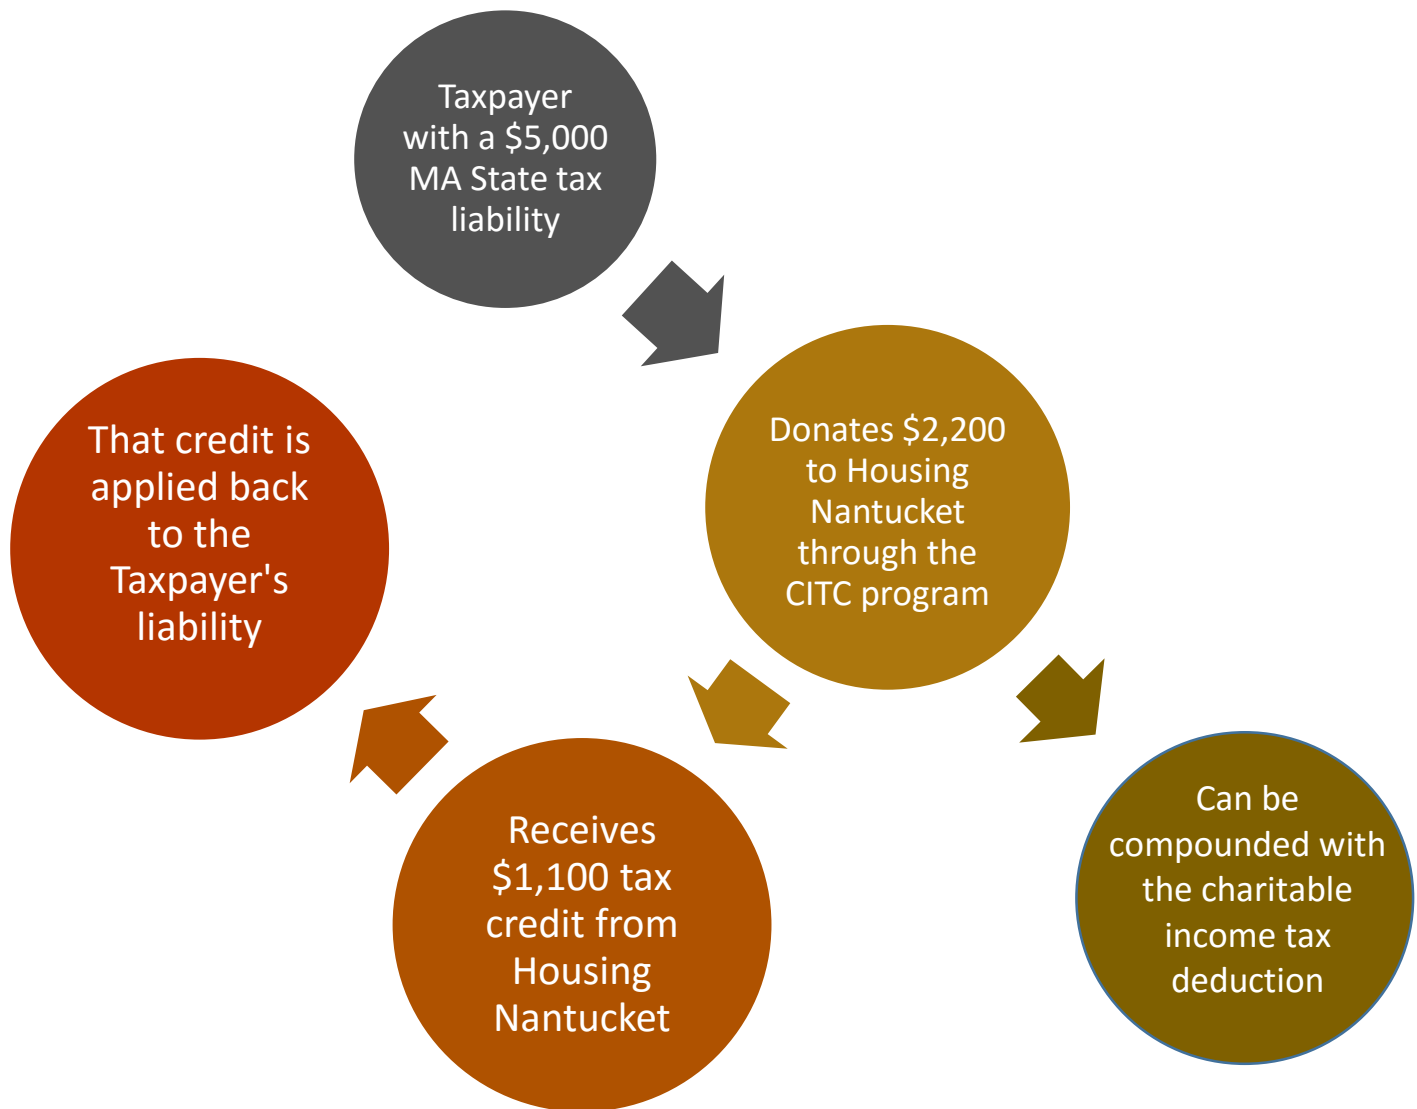 Taxpayer
with a $5,000
MA State tax
liability
Donates $2,200
to Housing
Nantucket
through the
CITC program
Receives
$1,100 tax
credit from
Housing
Nantucket
That credit is
applied back
to the
Taxpayer's
liability
Can be
compounded with
the charitable
income tax
deduction